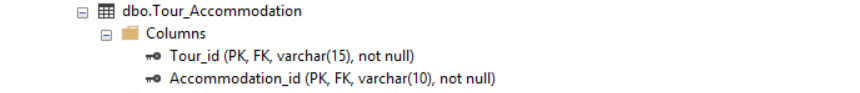 dbo.Tour_Accommodation
Columns
Tour_id (PK, FK, varchar(15), not null)
Accommodation_id (PK, FK, varchar(10), not null)